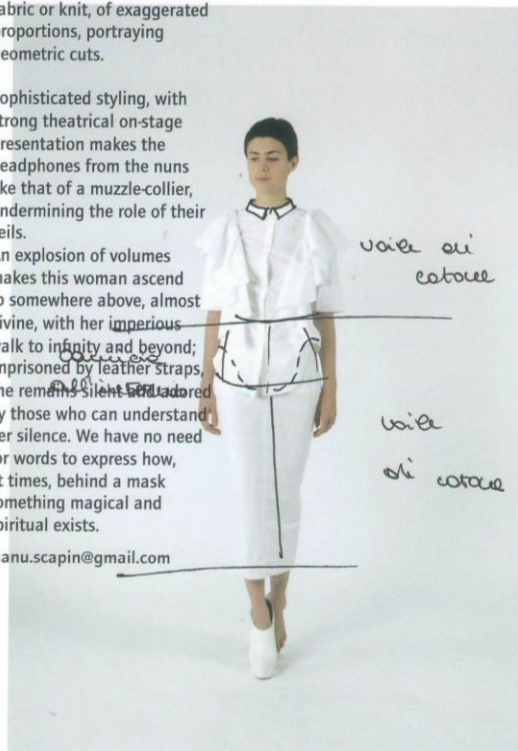 abric or knit, of exaggerated
roportions, portraying
eometric cuts.
ophisticated styling, with
trong theatrical on-stage
resentation makes the
eadphones from the nuns
ke that of a muzzle-collier,
ndermining the role of their
eils.
n explosion of volumes
akes this woman ascend
o somewhere above, almost
ivine, with her imperious
alk to infinity and beyond;
nprisoned by leather straps,
he remains silent and adored
y those who can understand
er silence. We have no need
or words to express how,
t times, behind a mask
omething magical and
piritual exists.
anu.scapin@gmail.com
voile di
cotone
voile
di cotone